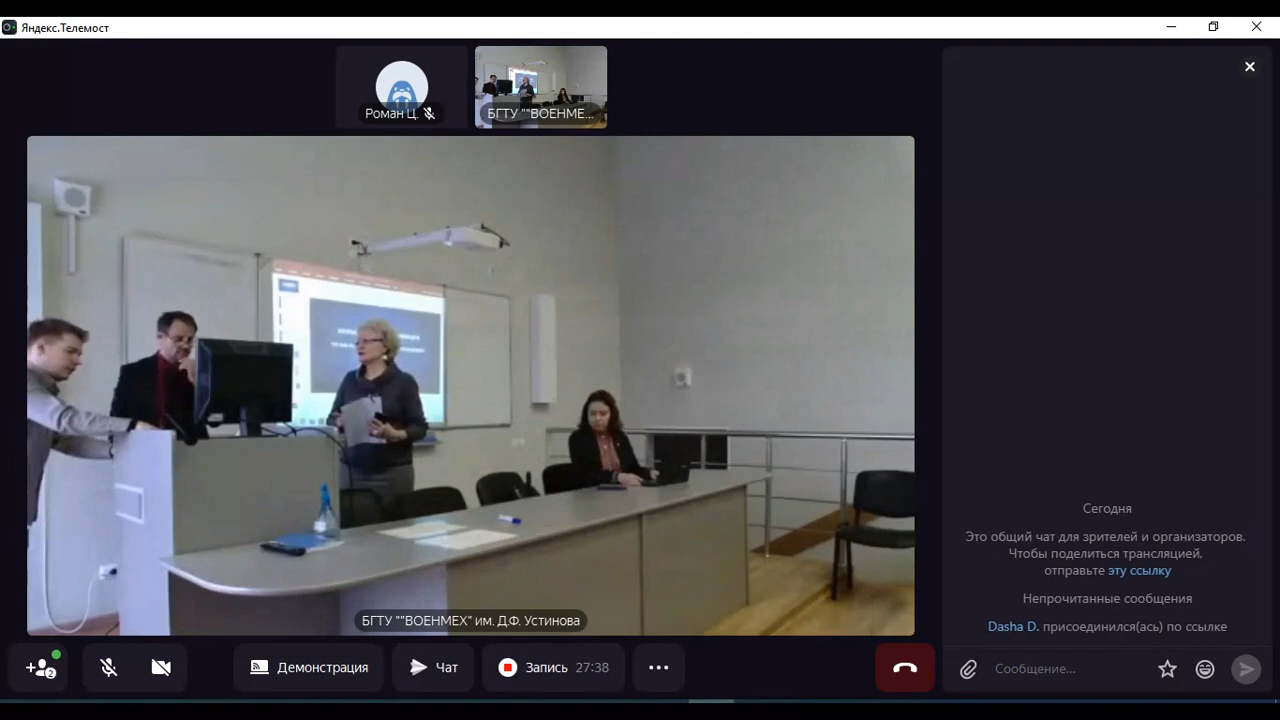 Яндекс.Телемост
Роман Ц.
БГТУ ""ВОЕНМЕ...
БГТУ ""ВОЕНМЕХ" им. Д.Ф. Устинова
Сегодня
Это общий чат для зрителей и организаторов.
Чтобы поделиться трансляцией,
отправьте эту ссылку
Непрочитанные сообщения
Dasha D. присоединился(ась) по ссылке
2
Демонстрация
Чат
Запись 27:38
Сообщение...